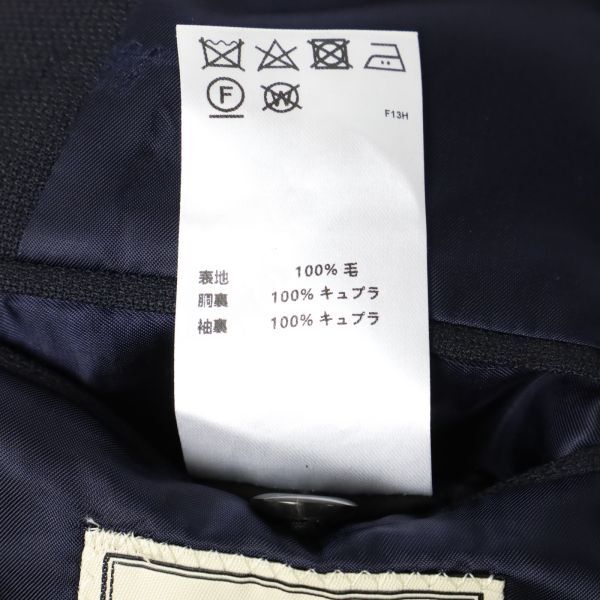 F W
F13H
表地 100% 毛
胴裏 100% キュプラ
袖裏 100% キュプラ